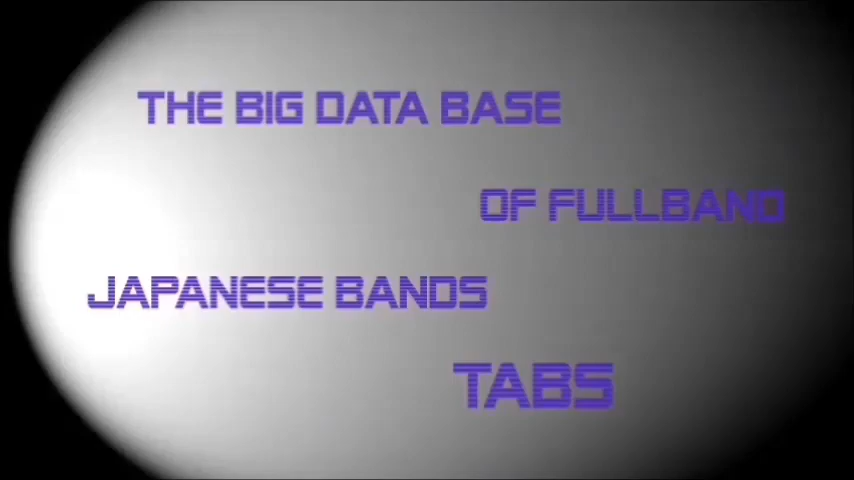 THE BIG DATA BASE
OF FULLBAND
JAPANESE BANDS
TABS